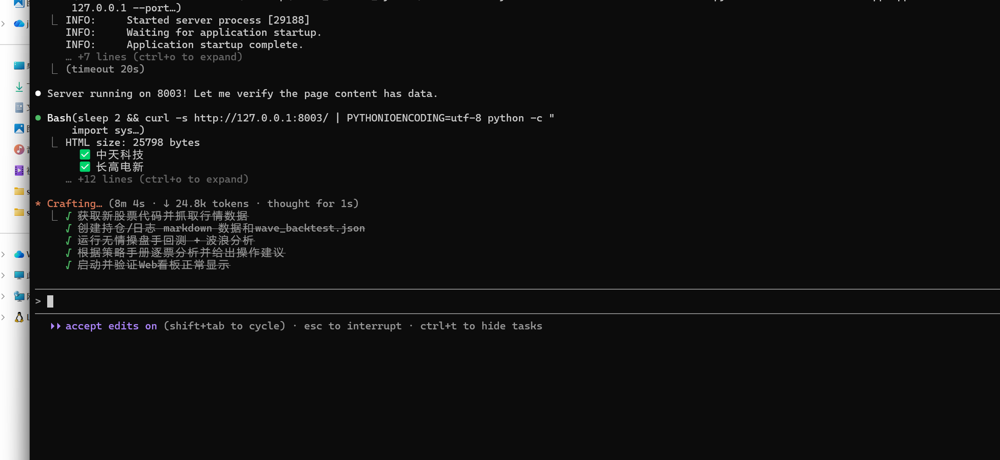 127.0.0.1 --port…)
INFO:     Started server process [29188]
INFO:     Waiting for application startup.
INFO:     Application startup complete.
… +7 lines (ctrl+o to expand)
(timeout 20s)
● Server running on 8003! Let me verify the page content has data.
● Bash(sleep 2 && curl -s http://127.0.0.1:8003/ | PYTHONIOENCODING=utf-8 python -c "
import sys…)
HTML size: 25798 bytes
✅ 中天科技
✅ 长高电新
… +12 lines (ctrl+o to expand)
* Crafting… (8m 4s · ↓ 24.8k tokens · thought for 1s)
√ 获取新股票代码并抓取行情数据
√ 创建持仓/日志 markdown 数据和wave_backtest.json
√ 运行无情操盘手回测 + 波浪分析
√ 根据策略手册逐票分析并给出操作建议
√ 启动并验证Web看板正常显示
>
⏵⏵ accept edits on (shift+tab to cycle) · esc to interrupt · ctrl+t to hide tasks